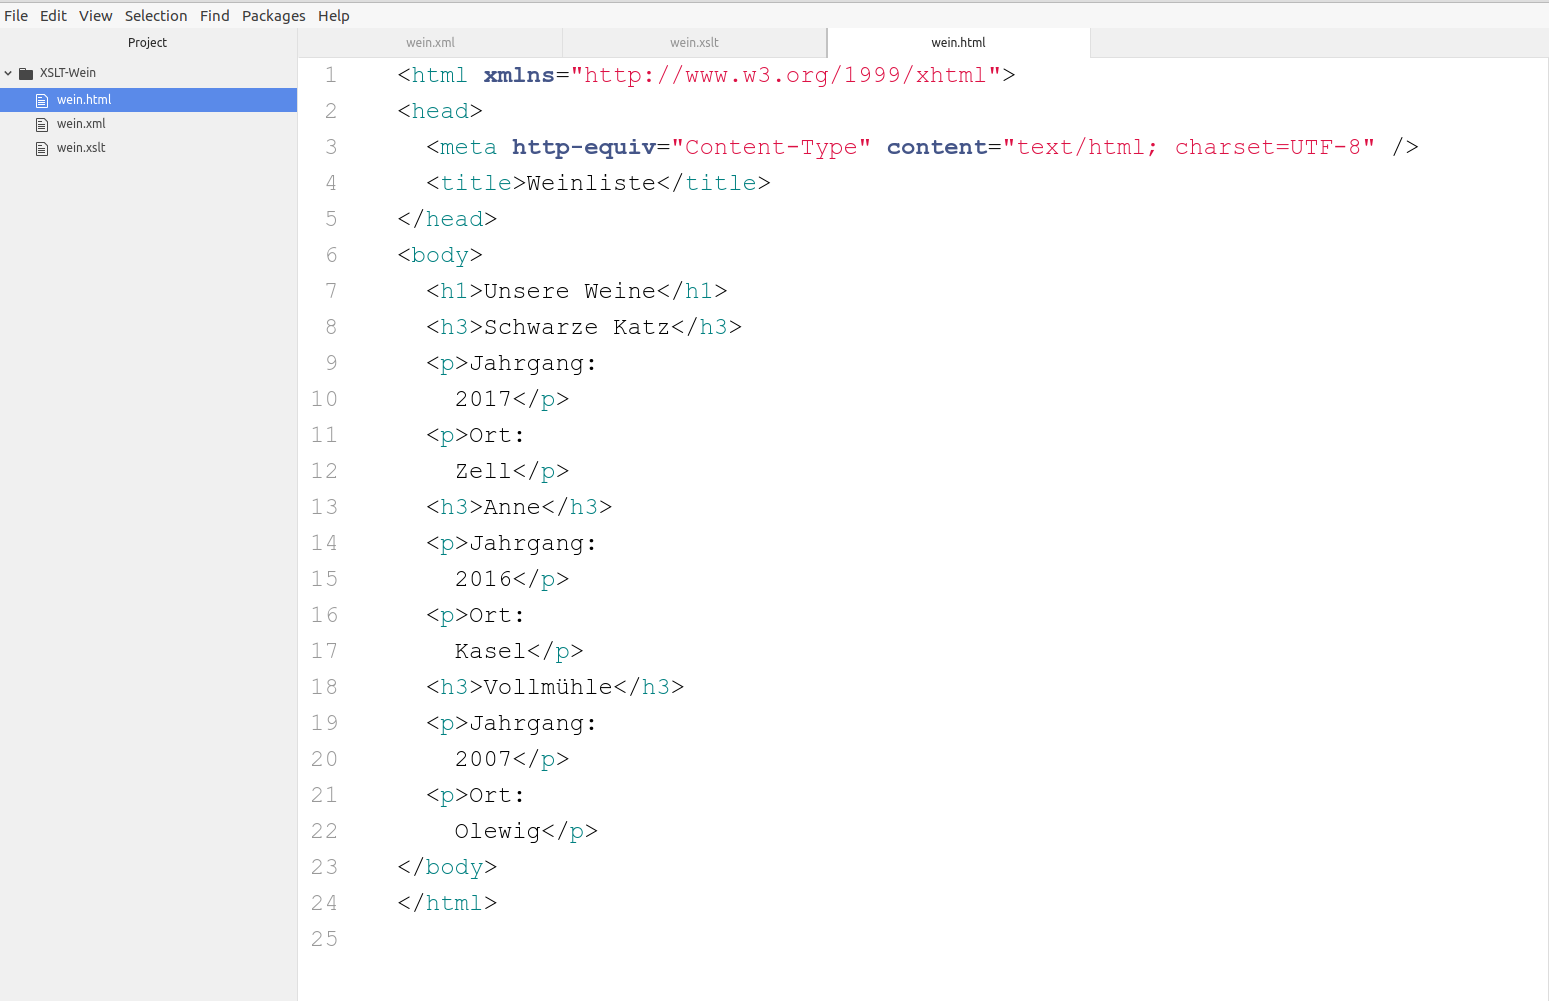 File Edit View Selection Find Packages Help
Project
XSLT-Wein
wein.html
wein.xml
wein.xslt
wein.xml wein.xslt wein.html
1 <html xmlns="http://www.w3.org/1999/xhtml">
2 <head>
3 <meta http-equiv="Content-Type" content="text/html; charset=UTF-8" />
4 <title>Weinliste</title>
5 </head>
6 <body>
7 <h1>Unsere Weine</h1>
8 <h3>Schwarze Katz</h3>
9 <p>Jahrgang:
10 2017</p>
11 <p>Ort:
12 Zell</p>
13 <h3>Anne</h3>
14 <p>Jahrgang:
15 2016</p>
16 <p>Ort:
17 Kasel</p>
18 <h3>Vollmühle</h3>
19 <p>Jahrgang:
20 2007</p>
21 <p>Ort:
22 Olewig</p>
23 </body>
24 </html>
25